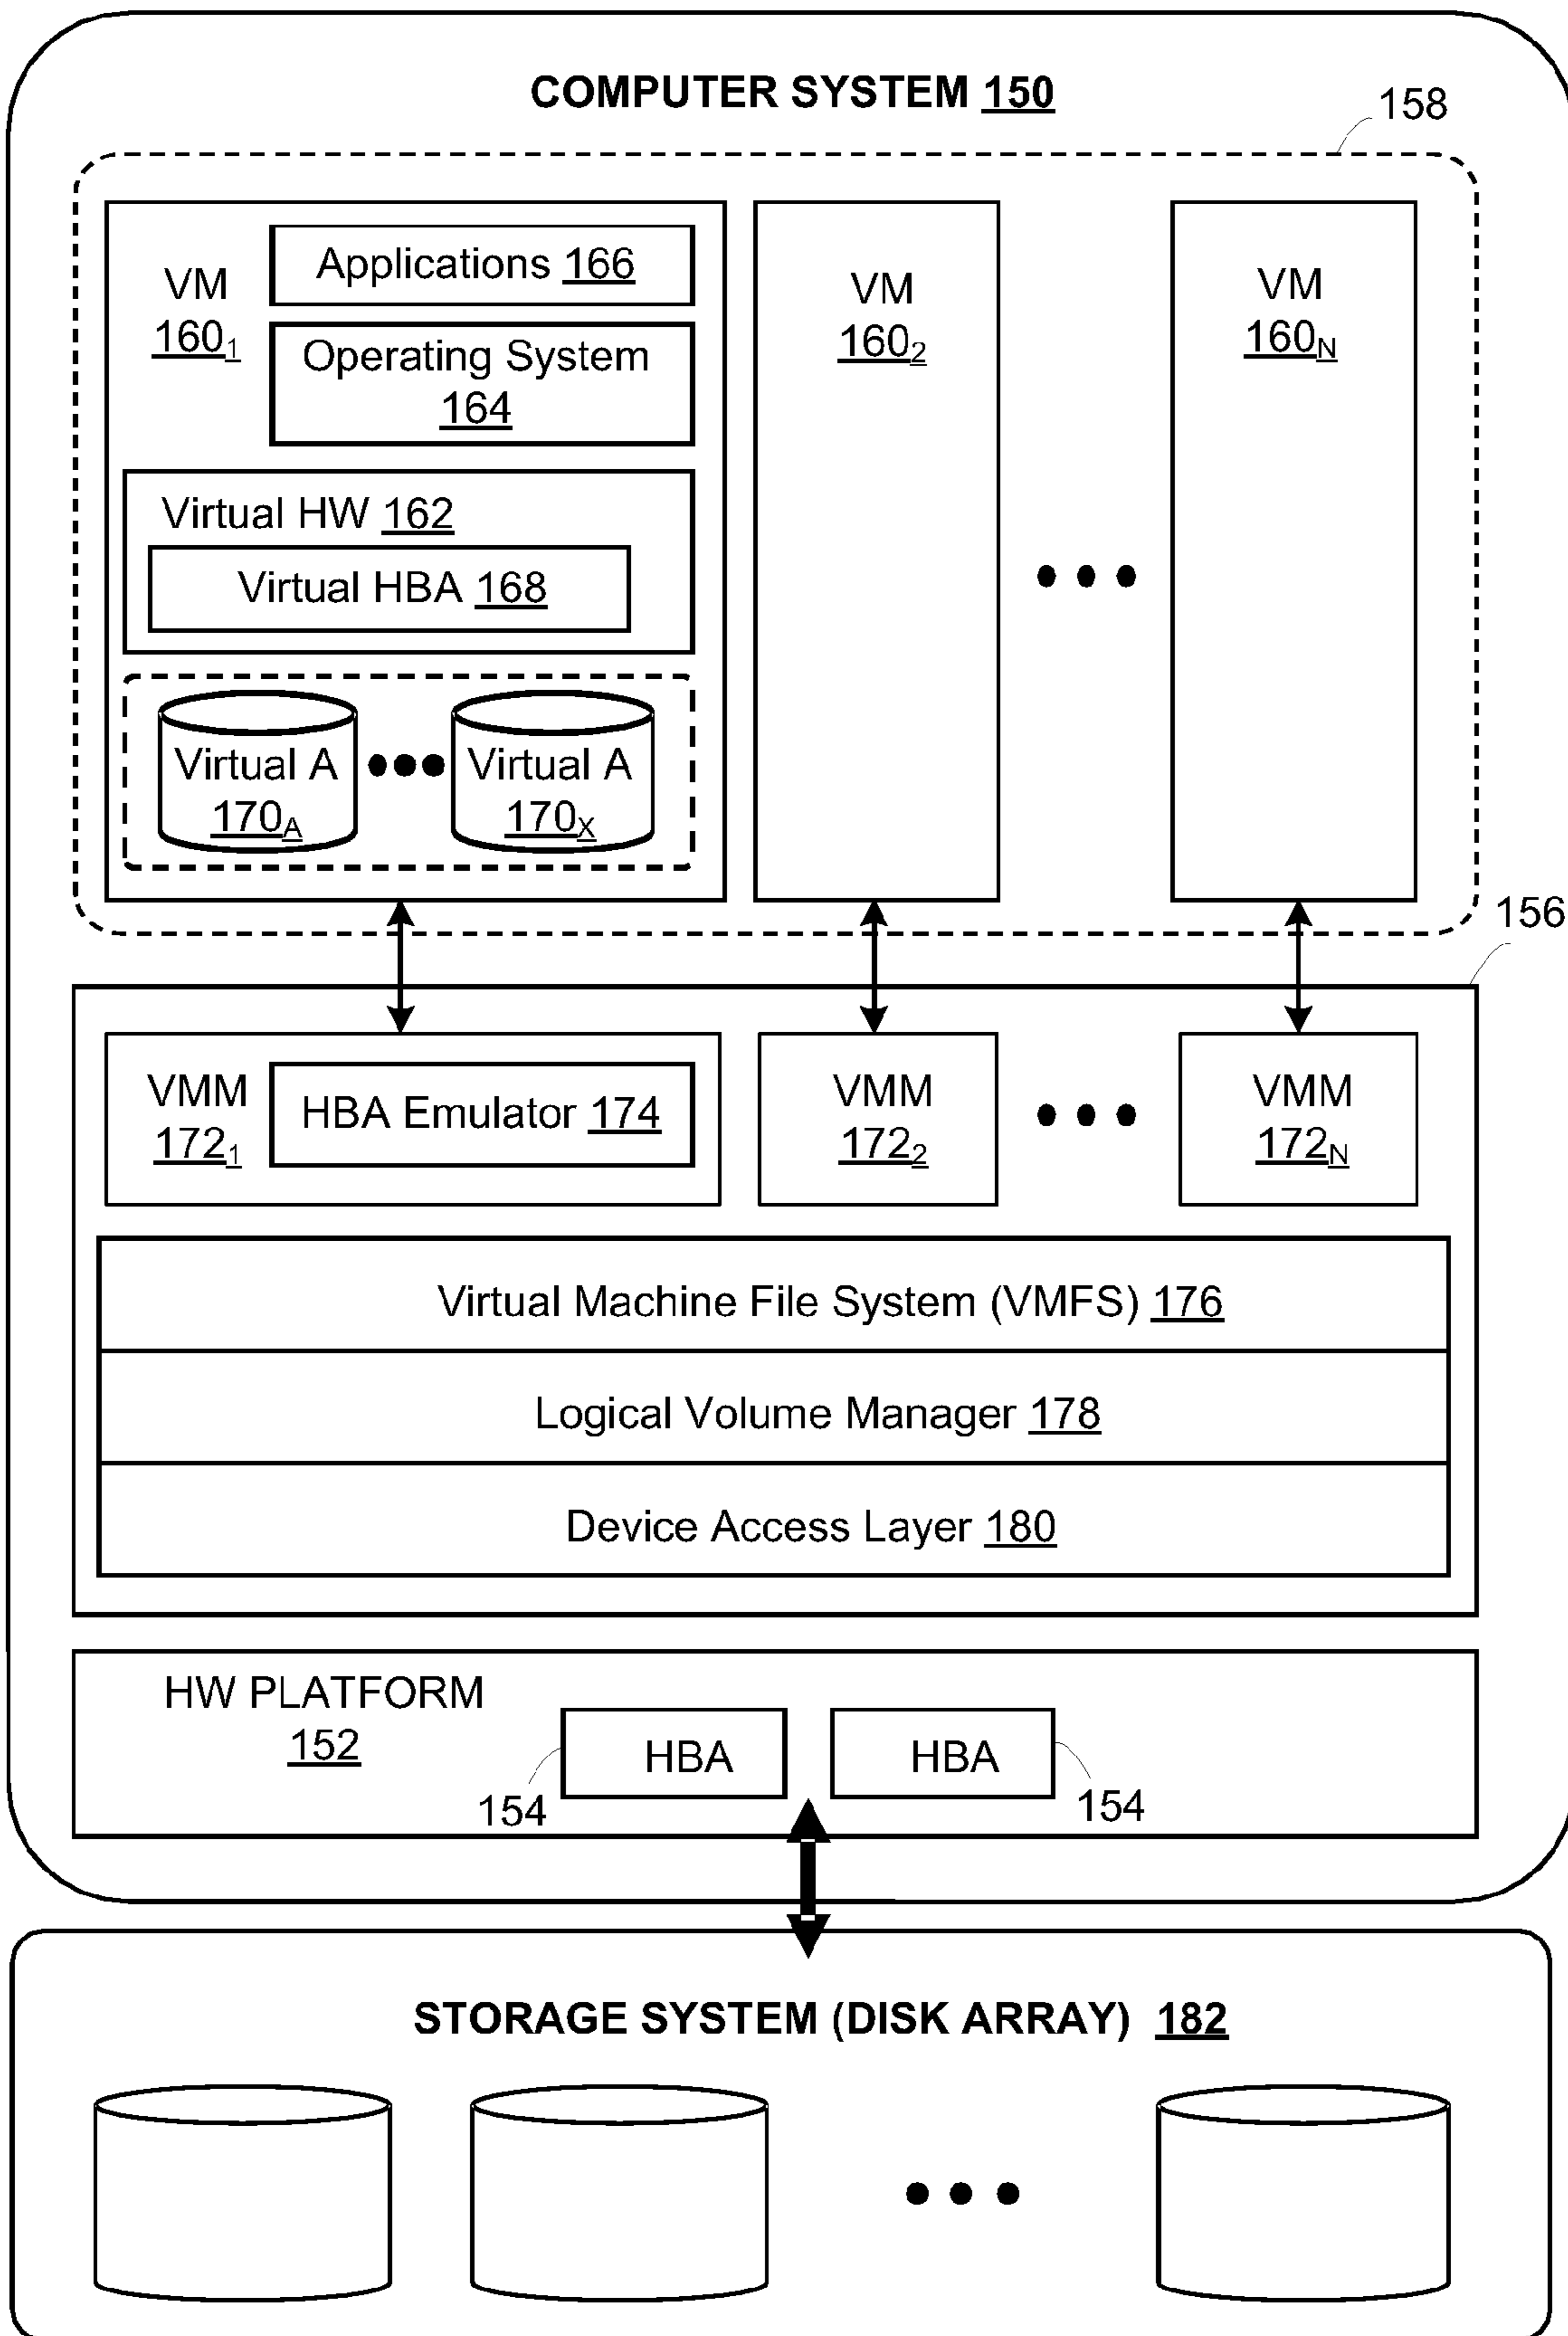 COMPUTER SYSTEM 150
158
VM
160₁
Applications 166
Operating System
164
Virtual HW 162
Virtual HBA 168
Virtual A
170A
Virtual A
170X
VM
160₂
VM
160N
156
VMM
172₁
HBA Emulator 174
VMM
172₂
VMM
172N
Virtual Machine File System (VMFS) 176
Logical Volume Manager 178
Device Access Layer 180
HW PLATFORM
152
HBA
HBA
154
154
STORAGE SYSTEM (DISK ARRAY) 182